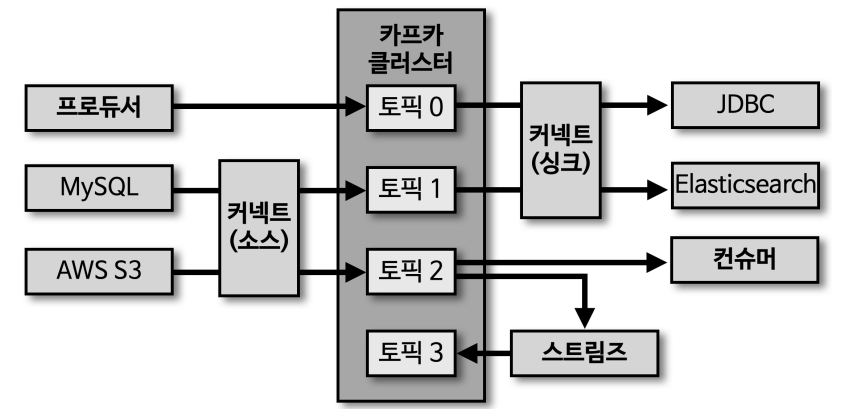 카프카
클러스터
프로듀서
토픽 0
JDBC
커넥트
(싱크)
MySQL
토픽 1
Elasticsearch
커넥트
(소스)
AWS S3
토픽 2
컨슈머
토픽 3
스트림즈